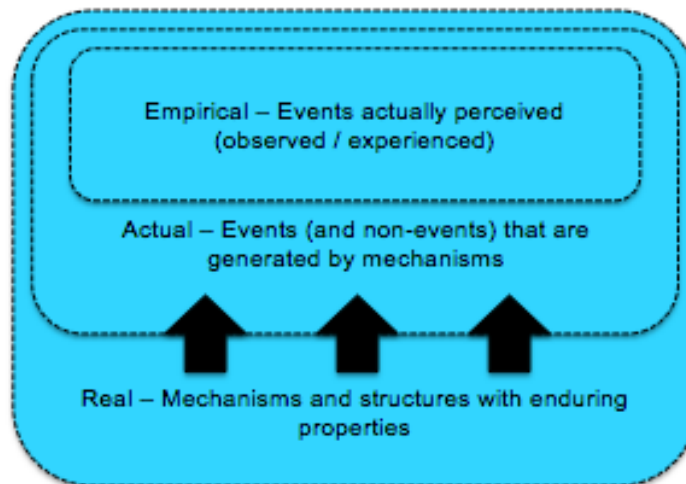 Empirical – Events actually perceived
(observed / experienced)
Actual – Events (and non-events) that are
generated by mechanisms
Real – Mechanisms and structures with enduring
properties